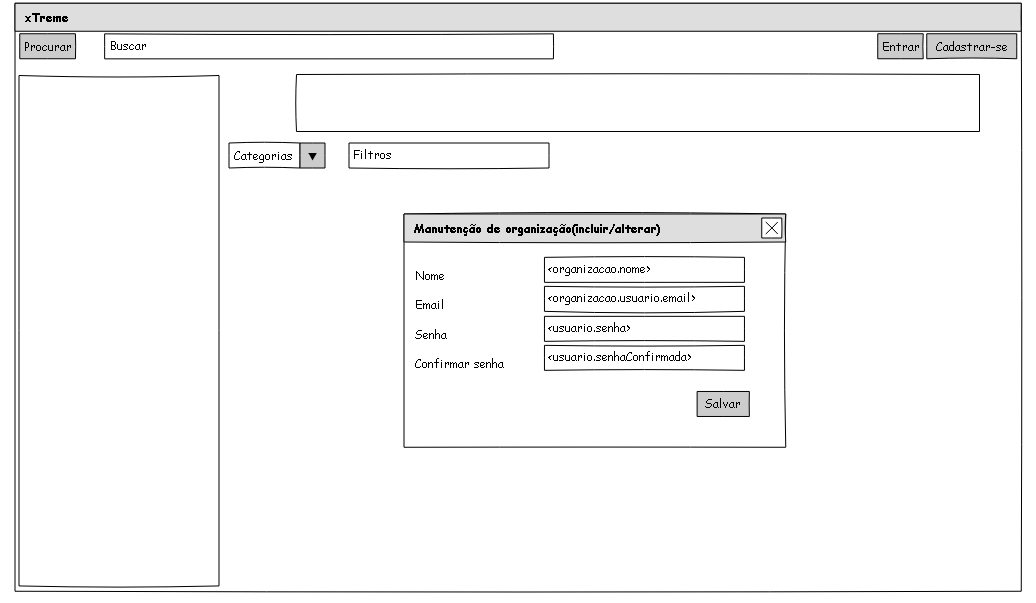 xTreme
Procurar
Buscar
Entrar
Cadastrar-se
Categorias
Filtros
Manutenção de organização(incluir/alterar)
Nome
<organizacao.nome>
Email
<organizacao.usuario.email>
Senha
<usuario.senha>
Confirmar senha
<usuario.senhaConfirmada>
Salvar